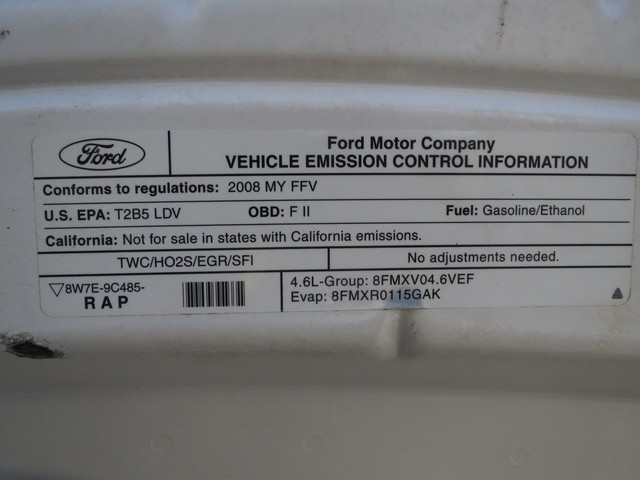 Ford
Ford Motor Company
VEHICLE EMISSION CONTROL INFORMATION
Conforms to regulations: 2008 MY FFV
U.S. EPA: T2B5 LDV OBD: F II Fuel: Gasoline/Ethanol
California: Not for sale in states with California emissions.
TWC/HO2S/EGR/SFI No adjustments needed.
▽8W7E-9C485- 4.6L-Group: 8FMXV04.6VEF
RAP Evap: 8FMXR0115GAK